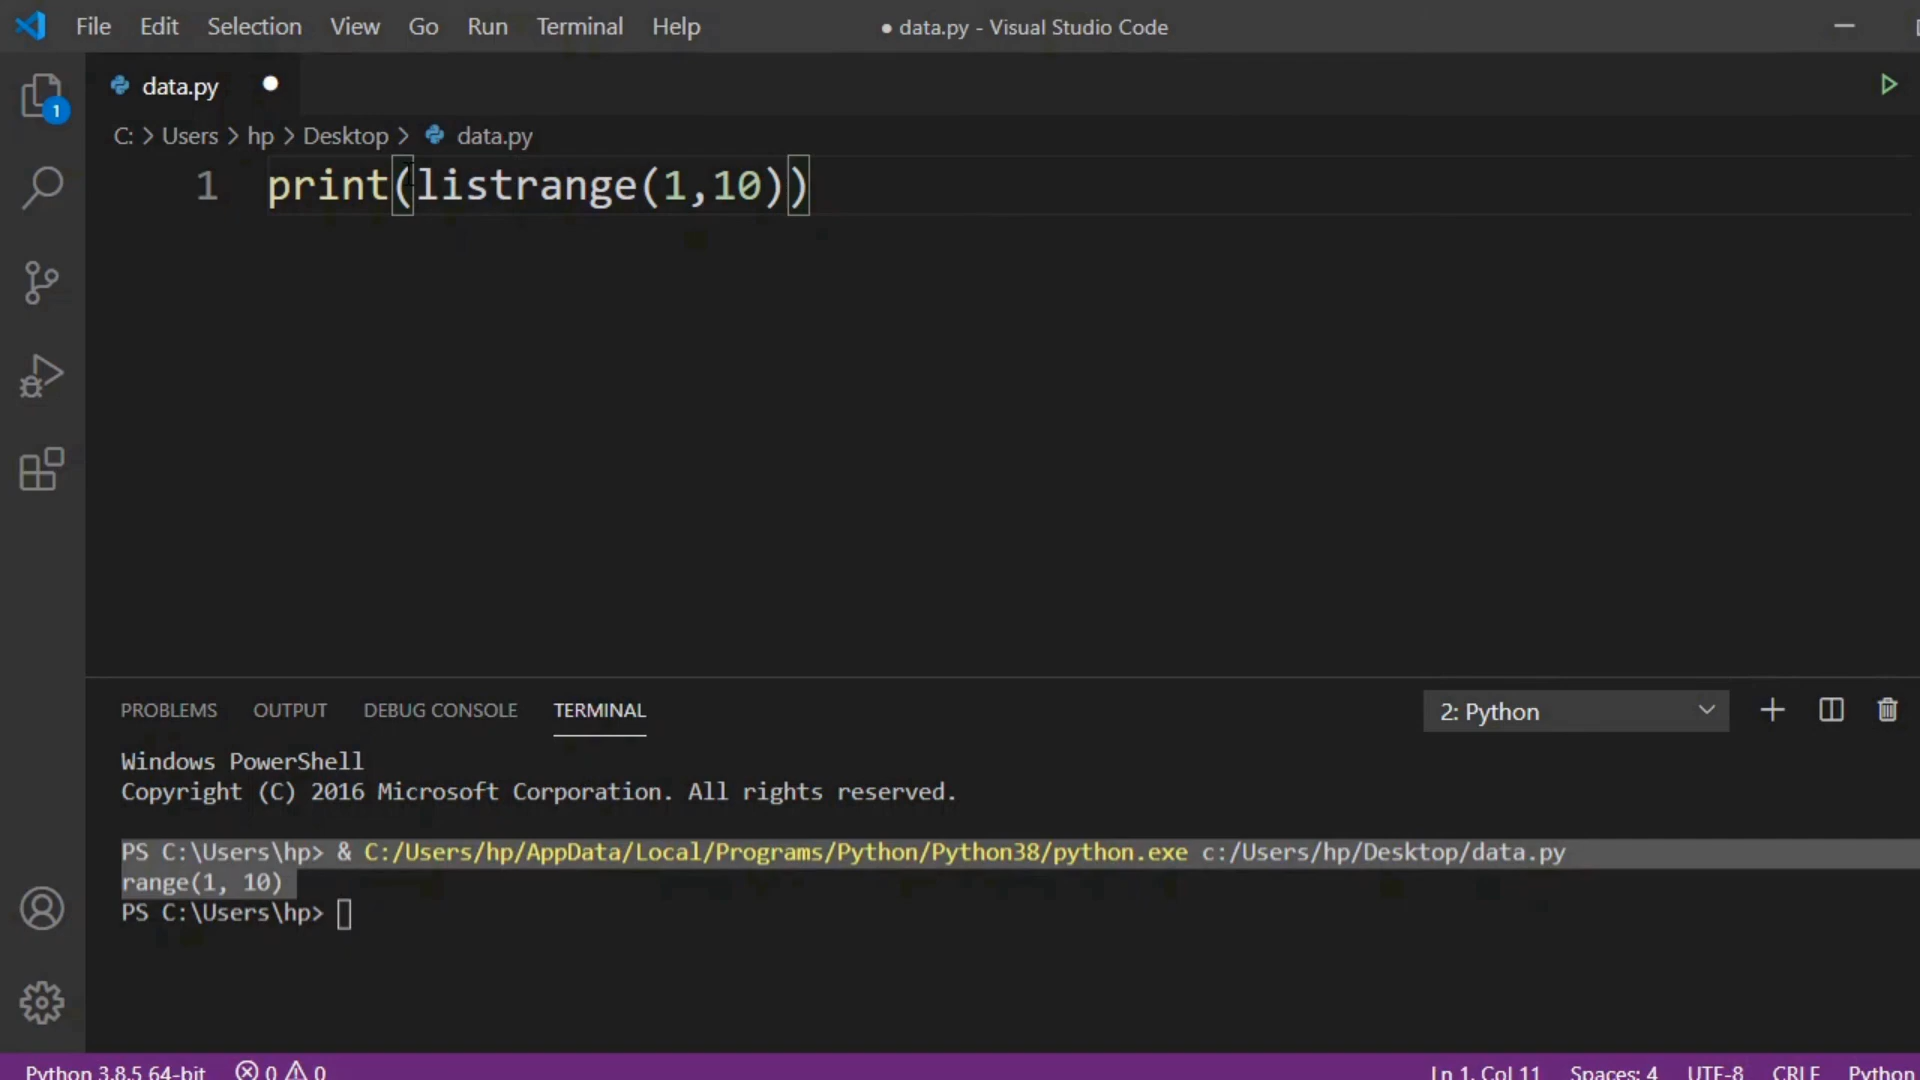 File Edit Selection View Go Run Terminal Help ● data.py - Visual Studio Code
data.py
1
C: > Users > hp > Desktop > data.py
1 print(listrange(1,10))
PROBLEMS OUTPUT DEBUG CONSOLE TERMINAL 2: Python
Windows PowerShell
Copyright (C) 2016 Microsoft Corporation. All rights reserved.
PS C:\Users\hp> & C:/Users/hp/AppData/Local/Programs/Python/Python38/python.exe c:/Users/hp/Desktop/data.py
range(1, 10)
PS C:\Users\hp>
Python 3.8.5 64-bit 0 0 Ln 1, Col 11 Spaces: 4 UTF-8 CRLF Python